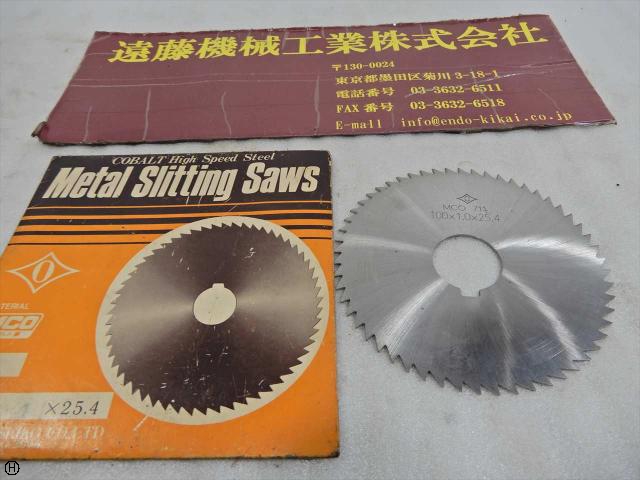 遠藤機械工業株式会社
〒130-0024
東京都墨田区菊川3-18-1
電話番号 03-3632-6511
FAX番号 03-3632-6518
E-mail info@endo-kikai.co.jp
COBALT High Speed Steel
Metal Slitting Saws
O
×25.4
MCO 711
100×1.0×25.4
H